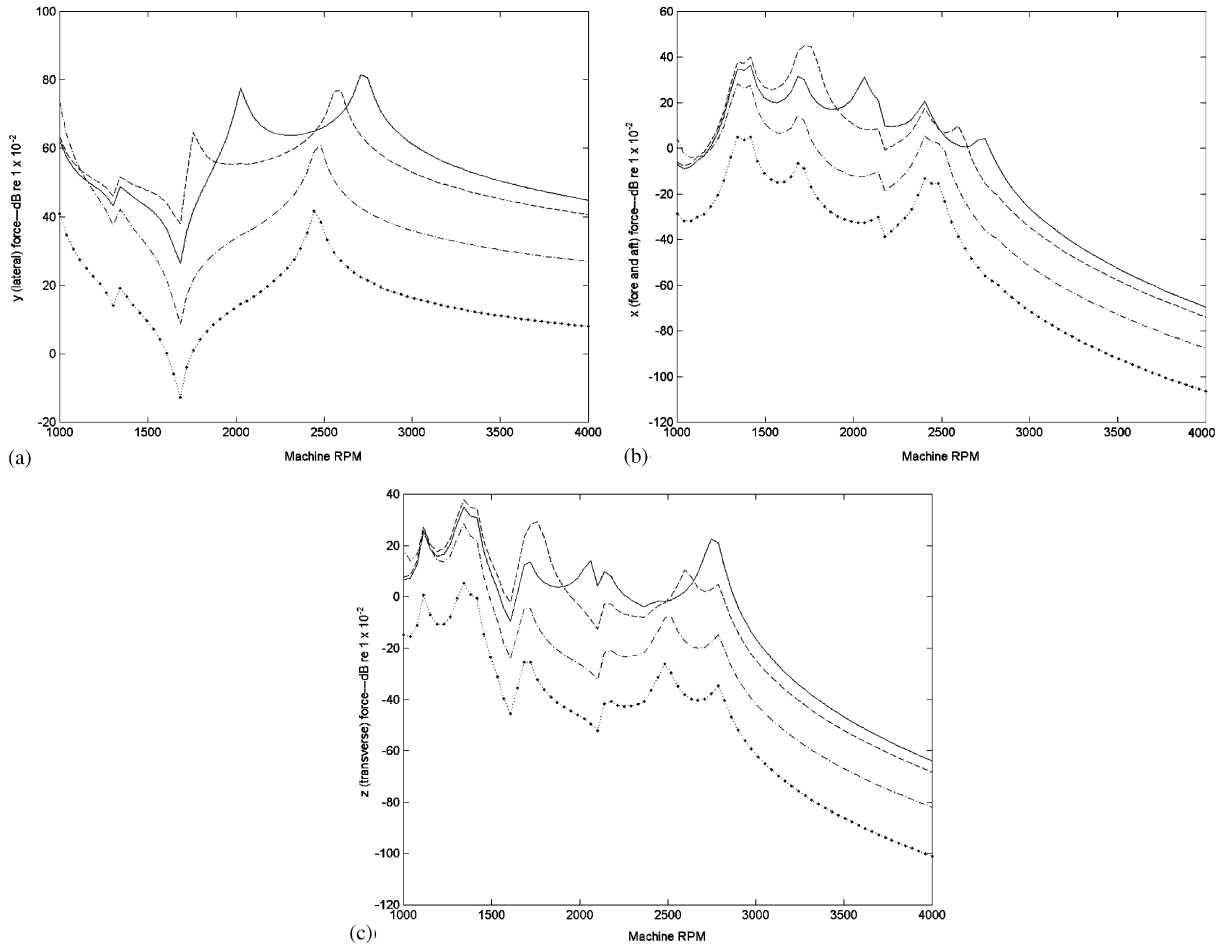 100
80
60
40
20
0
-20
y (lateral) force—dB re 1 x 10-2
1000 1500 2000 2500 3000 3500 4000
Machine RPM
(a)
60
40
20
0
-20
-40
-60
-80
-100
-120
x (fore and aft) force—dB re 1 x 10-2
1000 1500 2000 2500 3000 3500 4000
Machine RPM
(b)
40
20
0
-20
-40
-60
-80
-100
-120
z (transverse) force—dB re 1 x 10-2
1000 1500 2000 2500 3000 3500 4000
Machine RPM
(c)